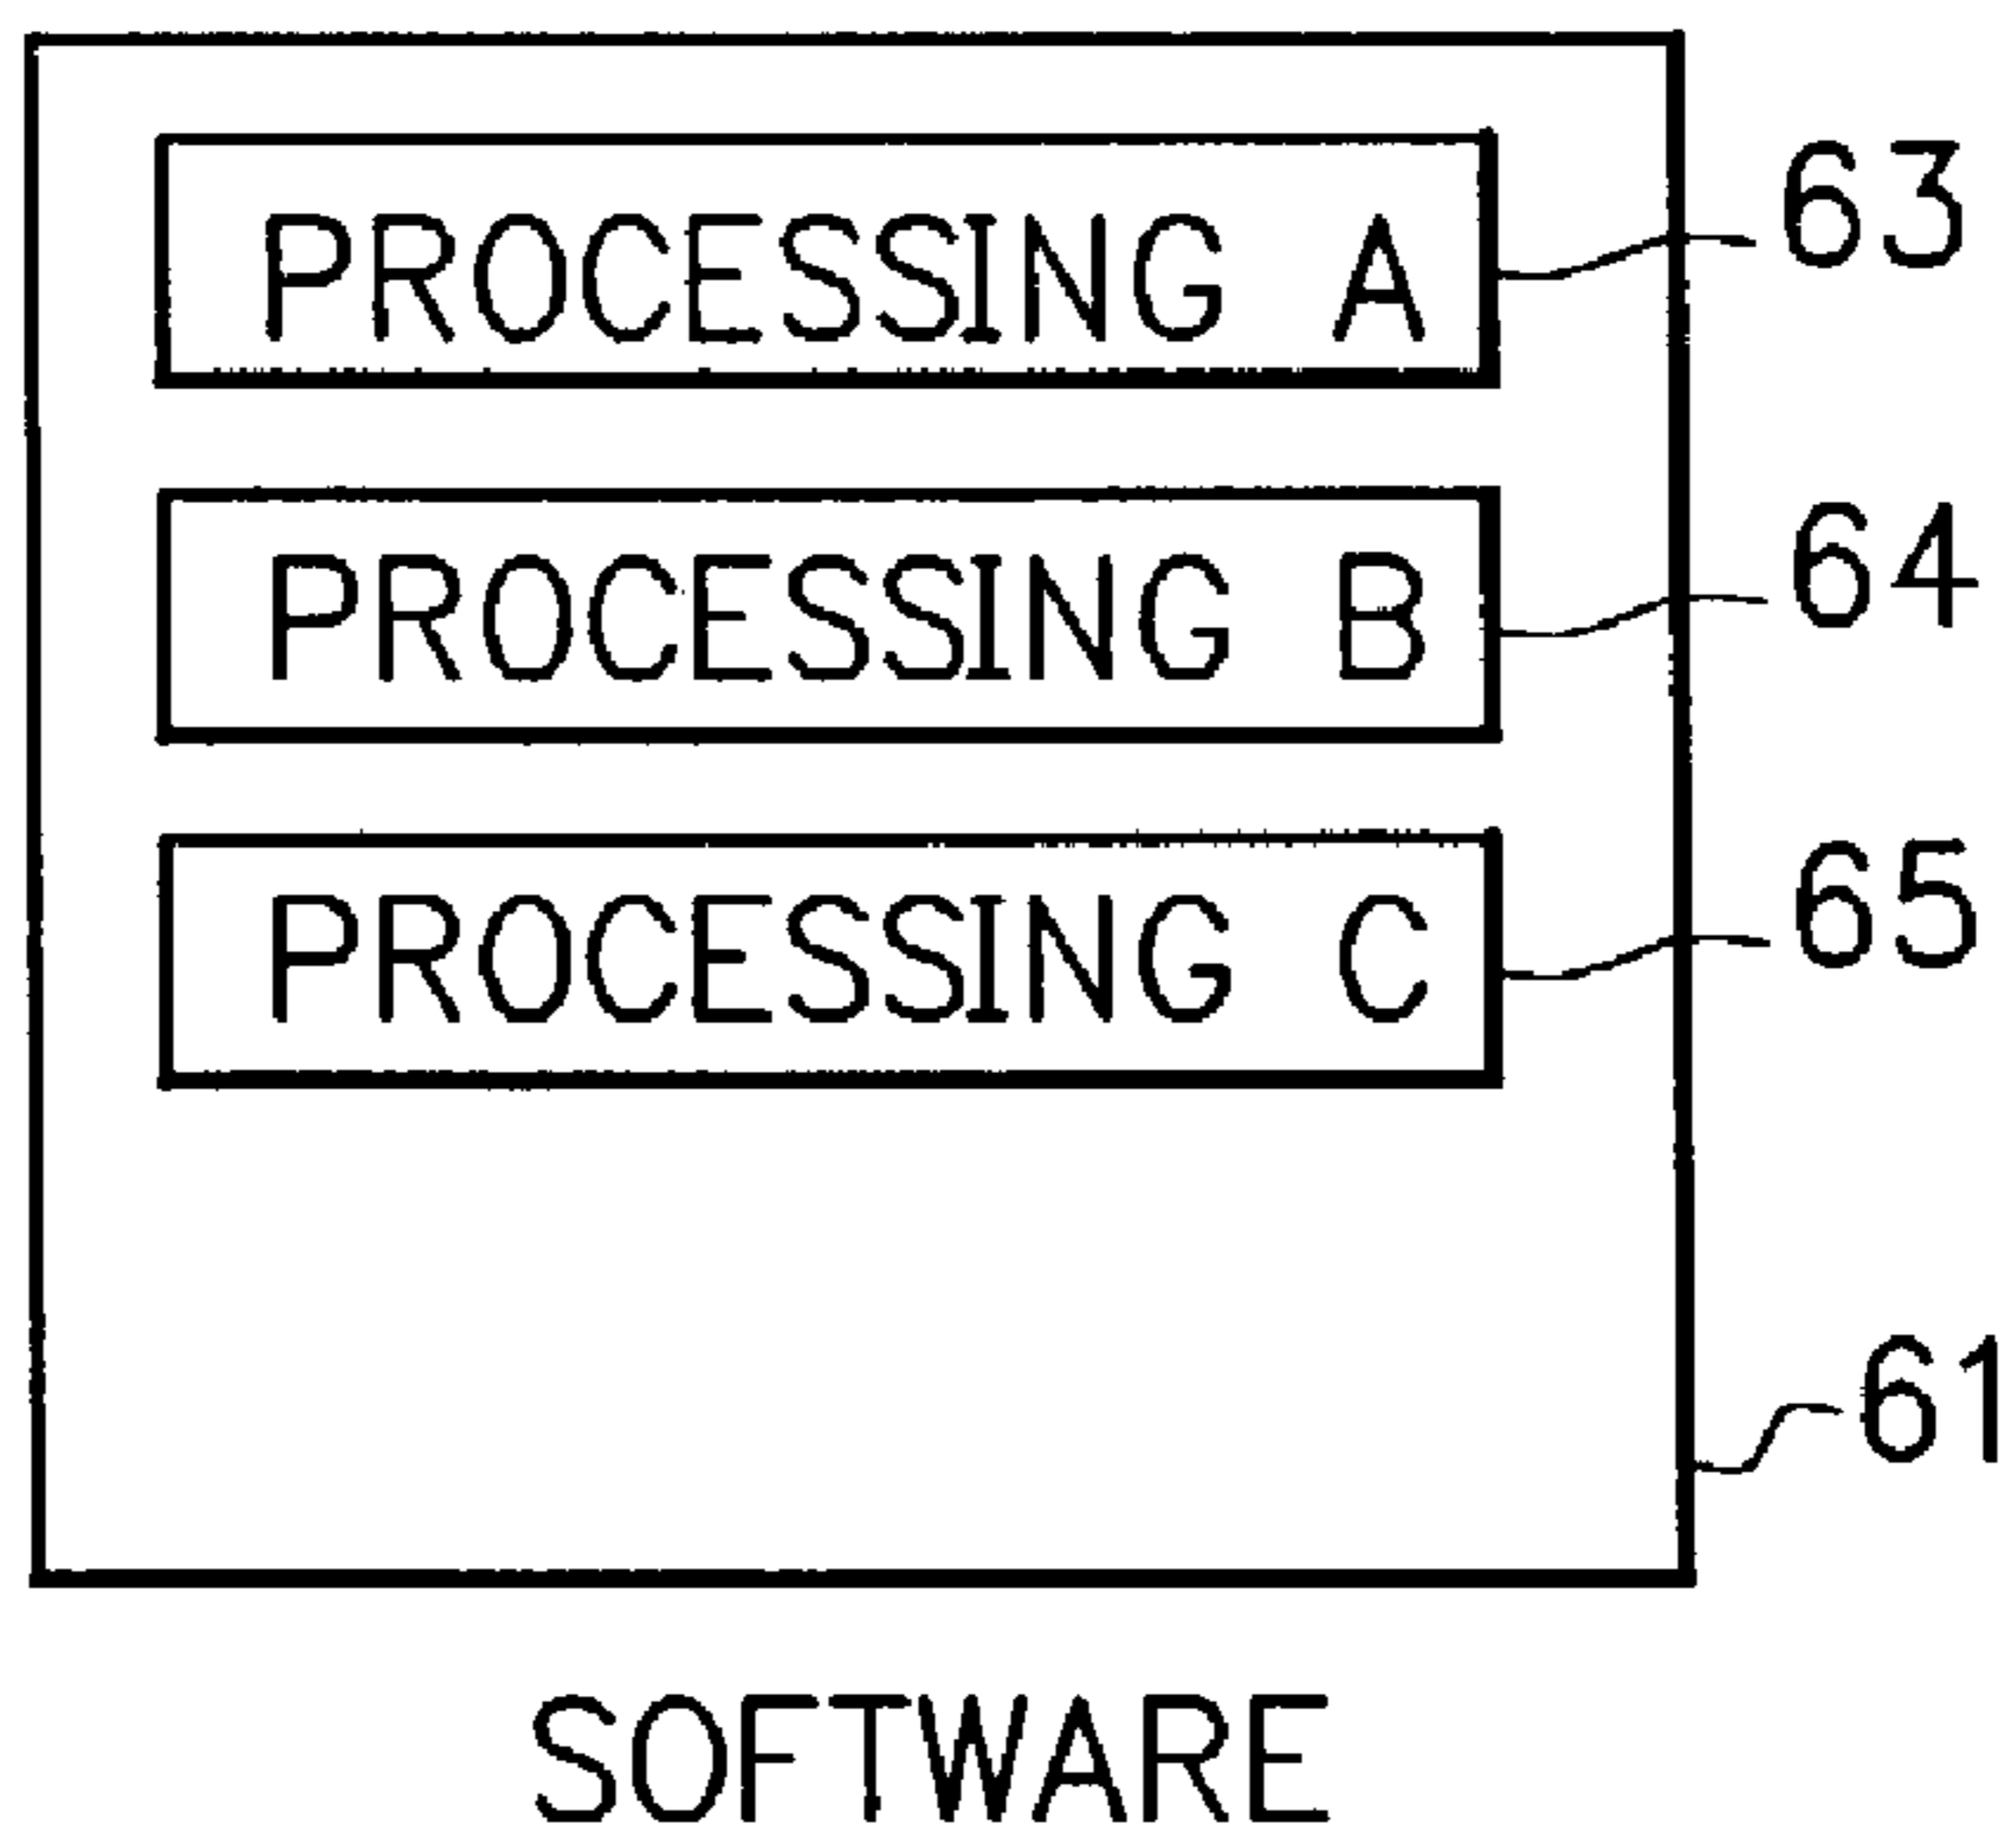 PROCESSING A 63
PROCESSING B 64
PROCESSING C 65
61
SOFTWARE